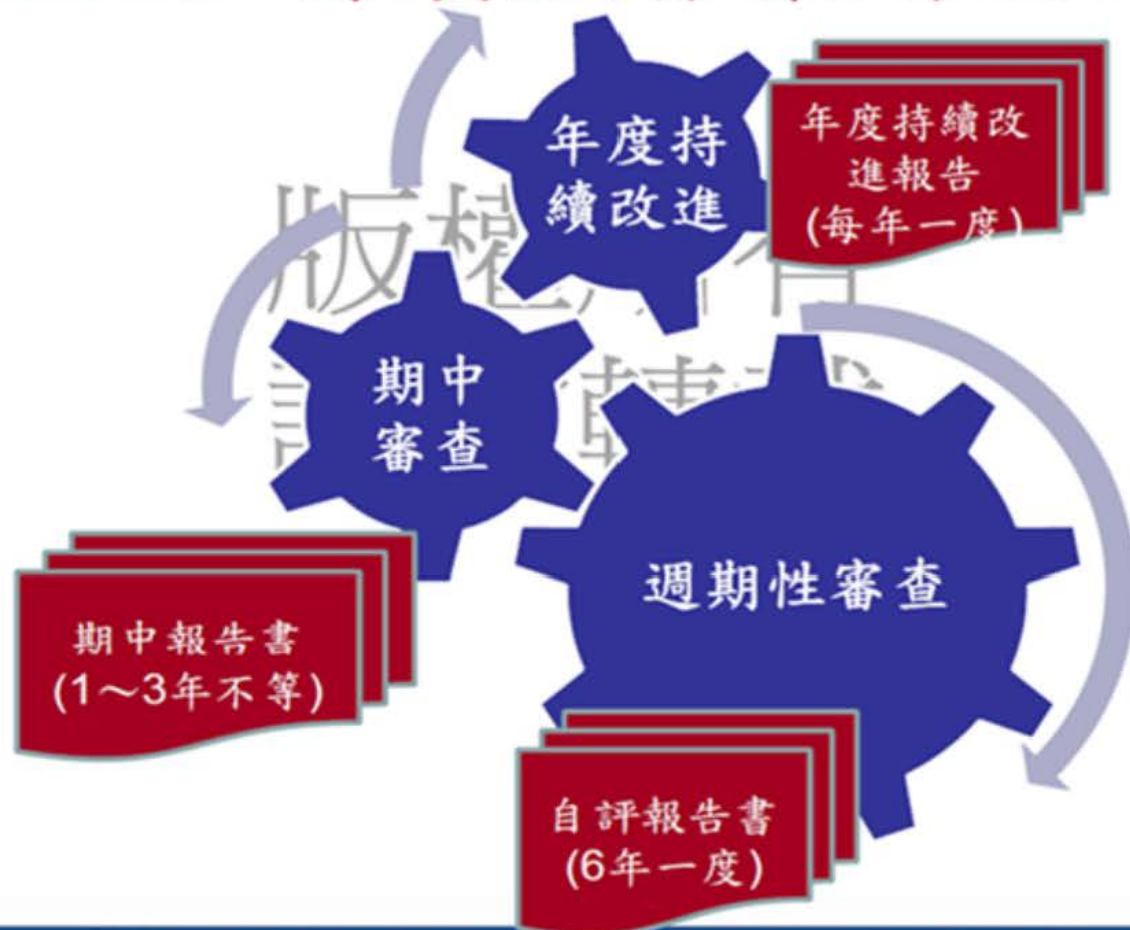 年度持
續改進
年度持續改
進報告
(每年一度)
期中
審查
週期性審查
期中報告書
(1～3年不等)
自評報告書
(6年一度)